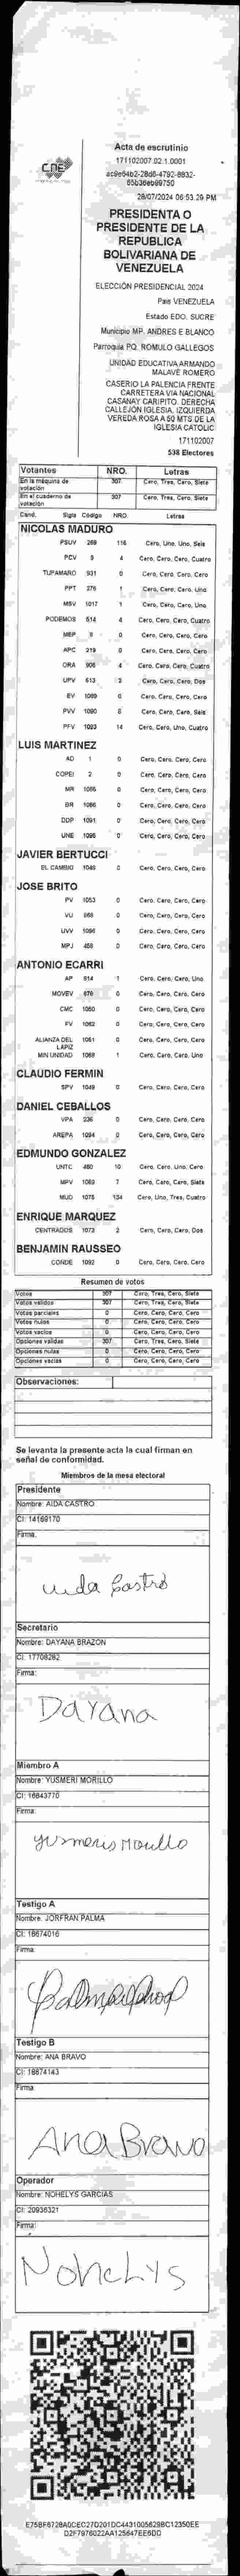 CNE
Acta de escrutinio
171102007.02.1.0001
ac9e64b2-28d6-4792-8832-
65b36eb99750
28/07/2024 06:53:29 PM
PRESIDENTA O
PRESIDENTE DE LA
REPUBLICA
BOLIVARIANA DE
VENEZUELA
ELECCIÓN PRESIDENCIAL 2024
Pais VENEZUELA
Estado EDO. SUCRE
Municipio MP. ANDRES E BLANCO
Parroquia PQ. ROMULO GALLEGOS
UNIDAD EDUCATIVA ARMANDO
MALAVE ROMERO
CASERIO LA PALENCIA FRENTE
CARRETERA VIA NACIONAL
CASANAY CARIPITO. DERECHA
CALLEJÓN IGLESIA. IZQUIERDA
VEREDA ROSA A 50 MTS DE LA
IGLESIA CATOLIC
171102007
538 Electores
Votantes NRO. Letras
En la máquina de votación 307 Cero, Tres, Cero, Siete
En el cuaderno de votación 307 Cero, Tres, Cero, Siete
Cand. Sigla Código NRO. Letras
NICOLAS MADURO
PSUV 269 116 Cero, Uno, Uno, Seis
PCV 9 4 Cero, Cero, Cero, Cuatro
TUPAMARO 931 0 Cero, Cero, Cero, Cero
PPT 276 1 Cero, Cero, Cero, Uno
MSV 1017 1 Cero, Cero, Cero, Uno
PODEMOS 514 4 Cero, Cero, Cero, Cuatro
MEP 6 0 Cero, Cero, Cero, Cero
APC 219 0 Cero, Cero, Cero, Cero
ORA 906 4 Cero, Cero, Cero, Cuatro
UPV 613 2 Cero, Cero, Cero, Dos
EV 1089 0 Cero, Cero, Cero, Cero
PVV 1090 6 Cero, Cero, Cero, Seis
PFV 1093 14 Cero, Cero, Uno, Cuatro
LUIS MARTINEZ
AD 1 0 Cero, Cero, Cero, Cero
COPEI 2 0 Cero, Cero, Cero, Cero
MR 1055 0 Cero, Cero, Cero, Cero
BR 1086 0 Cero, Cero, Cero, Cero
DDP 1091 0 Cero, Cero, Cero, Cero
UNE 1095 0 Cero, Cero, Cero, Cero
JAVIER BERTUCCI
EL CAMBIO 1045 0 Cero, Cero, Cero, Cero
JOSE BRITO
PV 1053 0 Cero, Cero, Cero, Cero
VU 868 0 Cero, Cero, Cero, Cero
UVV 1096 0 Cero, Cero, Cero, Cero
MPJ 458 0 Cero, Cero, Cero, Cero
ANTONIO ECARRI
AP 814 1 Cero, Cero, Cero, Uno
MOVEV 676 0 Cero, Cero, Cero, Cero
CMC 1050 0 Cero, Cero, Cero, Cero
FV 1062 0 Cero, Cero, Cero, Cero
ALIANZA DEL LAPIZ 1051 0 Cero, Cero, Cero, Cero
MIN UNIDAD 1088 1 Cero, Cero, Cero, Uno
CLAUDIO FERMIN
SPV 1049 0 Cero, Cero, Cero, Cero
DANIEL CEBALLOS
VPA 236 0 Cero, Cero, Cero, Cero
AREPA 1094 0 Cero, Cero, Cero, Cero
EDMUNDO GONZALEZ
UNTC 480 10 Cero, Cero, Uno, Cero
MPV 1069 7 Cero, Cero, Cero, Siete
MUD 1075 134 Cero, Uno, Tres, Cuatro
ENRIQUE MARQUEZ
CENTRADOS 1073 2 Cero, Cero, Cero, Dos
BENJAMIN RAUSSEO
CONDE 1092 0 Cero, Cero, Cero, Cero
Resumen de votos
Votos 307 Cero, Tres, Cero, Siete
Votos validos 307 Cero, Tres, Cero, Siete
Votos parciales 0 Cero, Cero, Cero, Cero
Votos nulos 0 Cero, Cero, Cero, Cero
Votos vacíos 0 Cero, Cero, Cero, Cero
Opciones válidas 307 Cero, Tres, Cero, Siete
Opciones nulas 0 Cero, Cero, Cero, Cero
Opciones vacías 0 Cero, Cero, Cero, Cero
Observaciones:
Se levanta la presente acta la cual firman en
señal de conformidad.
Miembros de la mesa electoral
Presidente
Nombre: AIDA CASTRO
CI: 14169170
Firma:
Aida Castro
Secretario
Nombre: DAYANA BRAZON
CI: 17708282
Firma:
Dayana
Miembro A
Nombre: YUSMERI MORILLO
CI: 16843770
Firma:
yusmeris Morillo
Testigo A
Nombre: JORFRAN PALMA
CI: 18674016
Firma:
Testigo B
Nombre: ANA BRAVO
CI: 18674143
Firma:
Ana Bravo
Operador
Nombre: NOHELYS GARCIAS
CI: 20936321
Firma:
Nohelys
E75BF6728A0CEC27D201DC4431005629BC12350EE
D2F7976022AA125647EE6DD